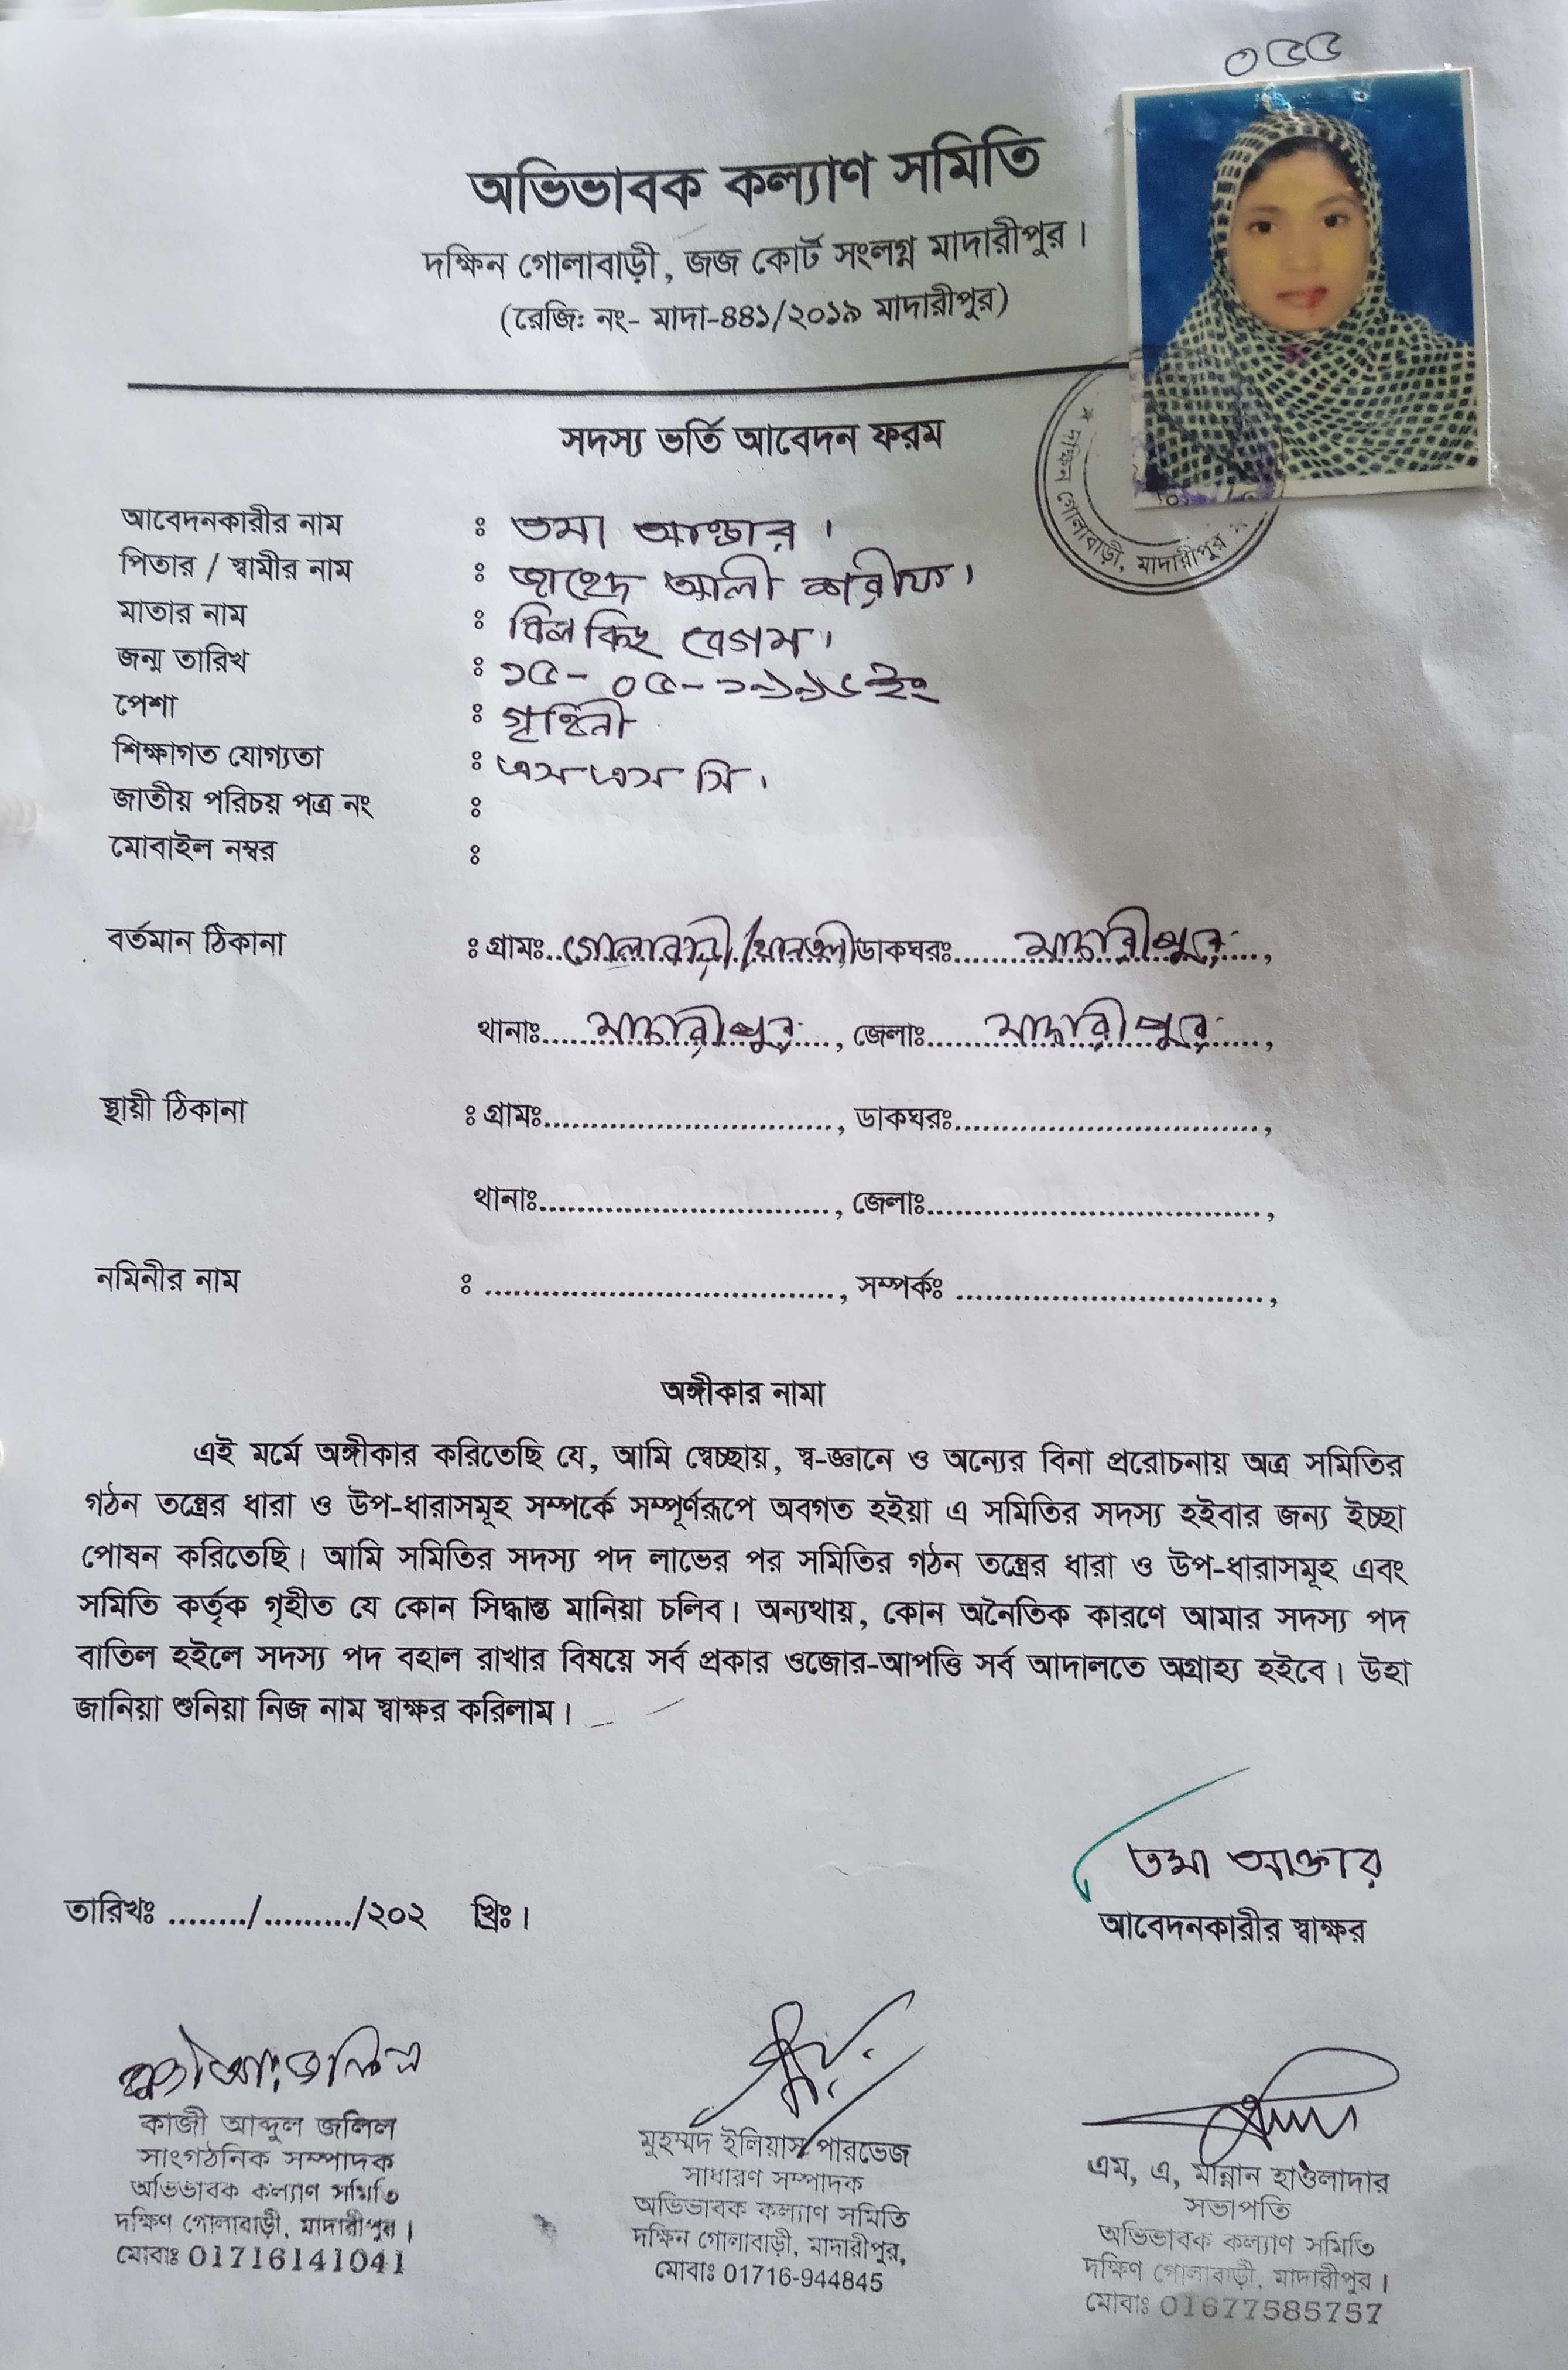 ০৫৫
অভিভাবক কল্যাণ সমিতি
দক্ষিন গোলাবাড়ী, জজ কোর্ট সংলগ্ন মাদারীপুর।
(রেজিঃ নং- মাদা-৪৪১/২০১৯ মাদারীপুর)
★ দক্ষিন গোলাবাড়ী, মাদারীপুর ★
সদস্য ভর্তি আবেদন ফরম
আবেদনকারীর নাম : তমা আক্তার।
পিতার / স্বামীর নাম : জাহেদ আলী শরীফ।
মাতার নাম : বিলকিছ বেগম।
জন্ম তারিখ : ১৫- ০৫- ১৯৯৬ ইং
পেশা : গৃহিনী
শিক্ষাগত যোগ্যতা : এস এস সি।
জাতীয় পরিচয় পত্র নং :
মোবাইল নম্বর :
বর্তমান ঠিকানা : গ্রামঃ..গোলাবাড়ী/..... ডাকঘরঃ.....মাদারীপুর....,
থানাঃ.....মাদারীপুর...., জেলাঃ.....মাদারীপুর....,
স্থায়ী ঠিকানা : গ্রামঃ.............................., ডাকঘরঃ...............................,
থানাঃ.............................., জেলাঃ..................................,
নমিনীর নাম : ...................................., সম্পর্কঃ ................................,
অঙ্গীকার নামা
এই মর্মে অঙ্গীকার করিতেছি যে, আমি স্বেচ্ছায়, স্ব-জ্ঞানে ও অন্যের বিনা প্ররোচনায় অত্র সমিতির
গঠন তন্ত্রের ধারা ও উপ-ধারাসমূহ সম্পর্কে সম্পূর্ণরূপে অবগত হইয়া এ সমিতির সদস্য হইবার জন্য ইচ্ছা
পোষন করিতেছি। আমি সমিতির সদস্য পদ লাভের পর সমিতির গঠন তন্ত্রের ধারা ও উপ-ধারাসমূহ এবং
সমিতি কর্তৃক গৃহীত যে কোন সিদ্ধান্ত মানিয়া চলিব। অন্যথায়, কোন অনৈতিক কারণে আমার সদস্য পদ
বাতিল হইলে সদস্য পদ বহাল রাখার বিষয়ে সর্ব প্রকার ওজোর-আপত্তি সর্ব আদালতে অগ্রাহ্য হইবে। উহা
জানিয়া শুনিয়া নিজ নাম স্বাক্ষর করিলাম।
তমা আক্তার
তারিখঃ ......../........./২০২ খ্রিঃ।
আবেদনকারীর স্বাক্ষর
কাজী আঃ জলিল
কাজী আব্দুল জলিল
সাংগঠনিক সম্পাদক
অভিভাবক কল্যাণ সমিতি
দক্ষিণ গোলাবাড়ী, মাদারীপুর।
মোবাঃ 01716141041
মুহম্মদ ইলিয়াস পারভেজ
সাধারণ সম্পাদক
অভিভাবক কল্যাণ সমিতি
দক্ষিন গোলাবাড়ী, মাদারীপুর,
মোবাঃ 01716-944845
এম, এ, মান্নান হাওলাদার
সভাপতি
অভিভাবক কল্যাণ সমিতি
দক্ষিণ গোলাবাড়ী, মাদারীপুর।
মোবাঃ 01677585757